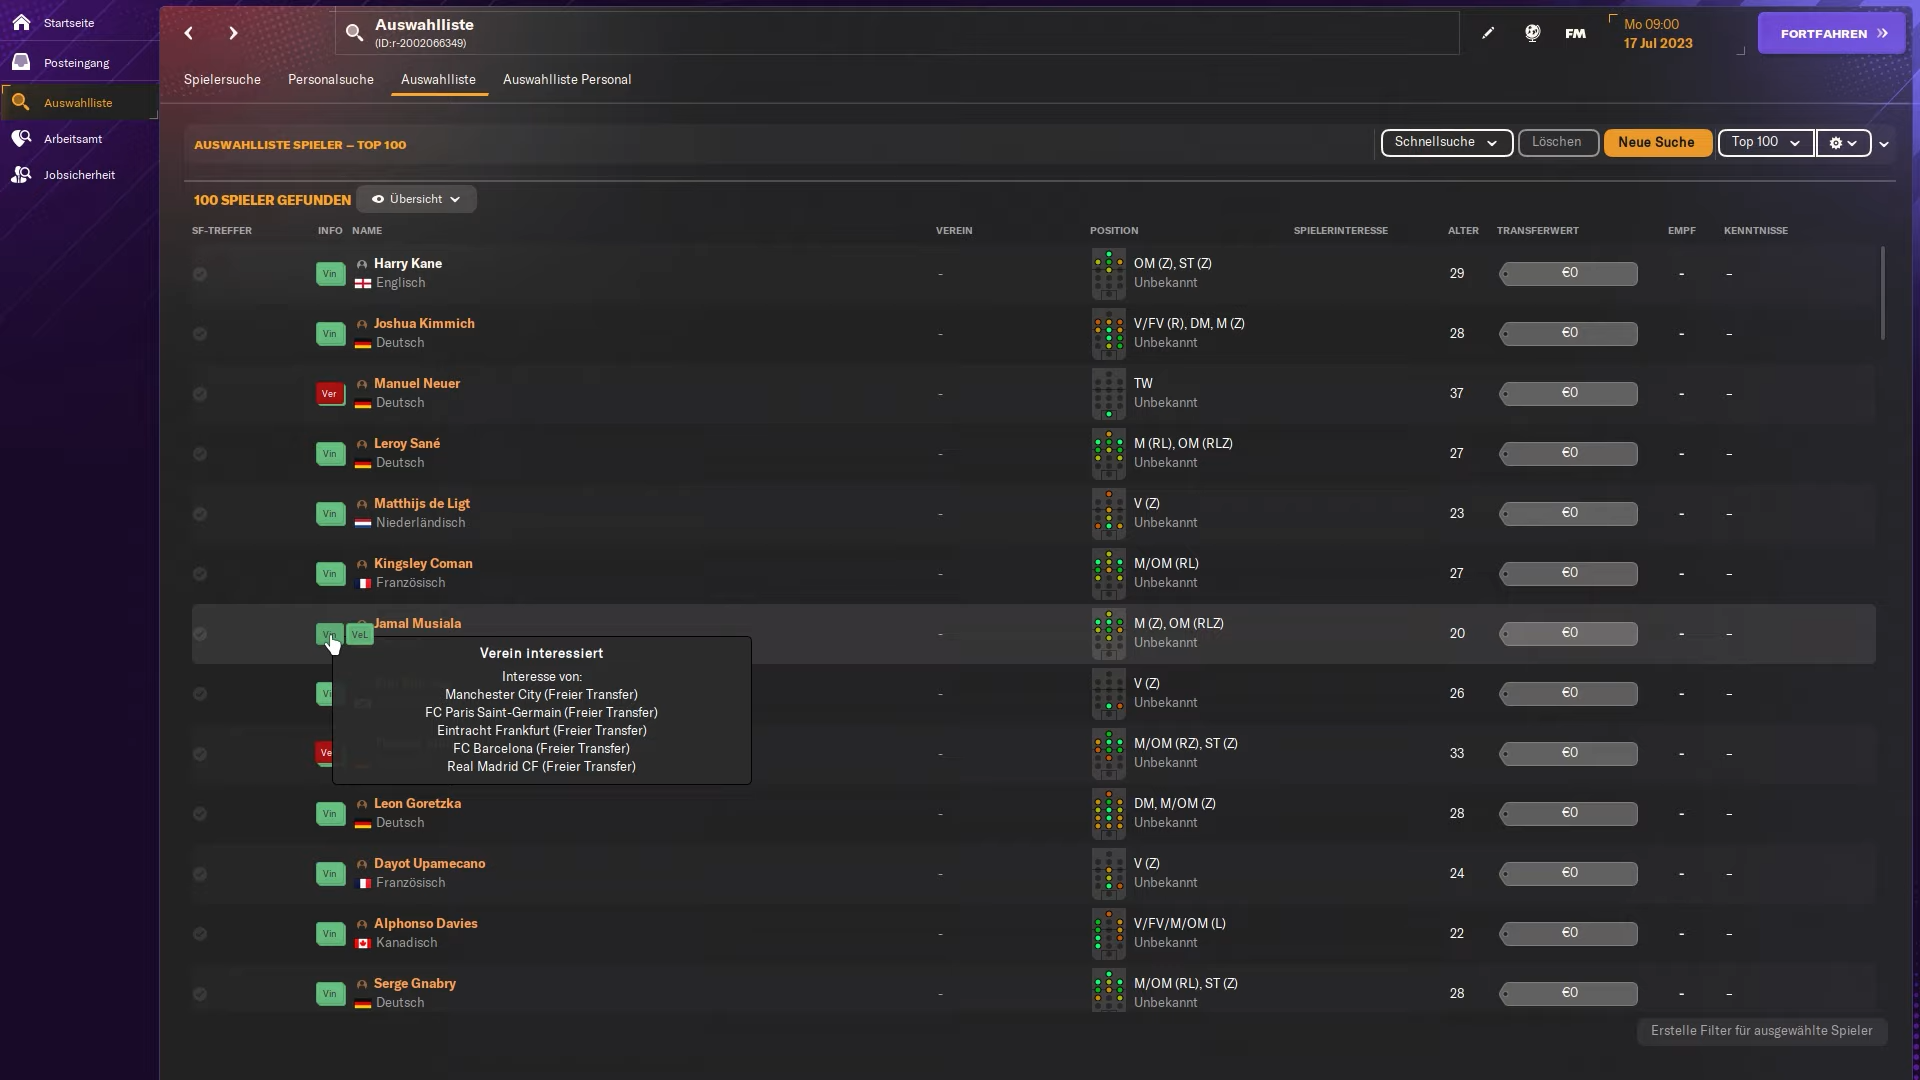 Startseite
Posteingang
Auswahlliste
Arbeitsamt
Jobsicherheit
Auswahlliste
(ID:r-2002066349)
FM
Mo 09:00
17 Jul 2023
FORTFAHREN
Spielersuche Personalsuche Auswahlliste Auswahlliste Personal
AUSWAHLLISTE SPIELER – TOP 100
Schnellsuche Löschen Neue Suche Top 100
100 SPIELER GEFUNDEN Übersicht
SF-TREFFER INFO NAME VEREIN POSITION SPIELERINTERESSE ALTER TRANSFERWERT EMPF KENNTNISSE
Vin Harry Kane - OM (Z), ST (Z) 29 €0 - -
Englisch Unbekannt
Vin Joshua Kimmich - V/FV (R), DM, M (Z) 28 €0 - -
Deutsch Unbekannt
Ver Manuel Neuer - TW 37 €0 - -
Deutsch Unbekannt
Vin Leroy Sané - M (RL), OM (RLZ) 27 €0 - -
Deutsch Unbekannt
Vin Matthijs de Ligt - V (Z) 23 €0 - -
Niederländisch Unbekannt
Vin Kingsley Coman - M/OM (RL) 27 €0 - -
Französisch Unbekannt
VeL Jamal Musiala - M (Z), OM (RLZ) 20 €0 - -
Unbekannt
- V (Z) 26 €0 - -
Unbekannt
- M/OM (RZ), ST (Z) 33 €0 - -
Unbekannt
Verein interessiert
Interesse von:
Manchester City (Freier Transfer)
FC Paris Saint-Germain (Freier Transfer)
Eintracht Frankfurt (Freier Transfer)
FC Barcelona (Freier Transfer)
Real Madrid CF (Freier Transfer)
Vin Leon Goretzka - DM, M/OM (Z) 28 €0 - -
Deutsch Unbekannt
Vin Dayot Upamecano - V (Z) 24 €0 - -
Französisch Unbekannt
Vin Alphonso Davies - V/FV/M/OM (L) 22 €0 - -
Kanadisch Unbekannt
Vin Serge Gnabry - M/OM (RL), ST (Z) 28 €0 - -
Deutsch Unbekannt
Erstelle Filter für ausgewählte Spieler